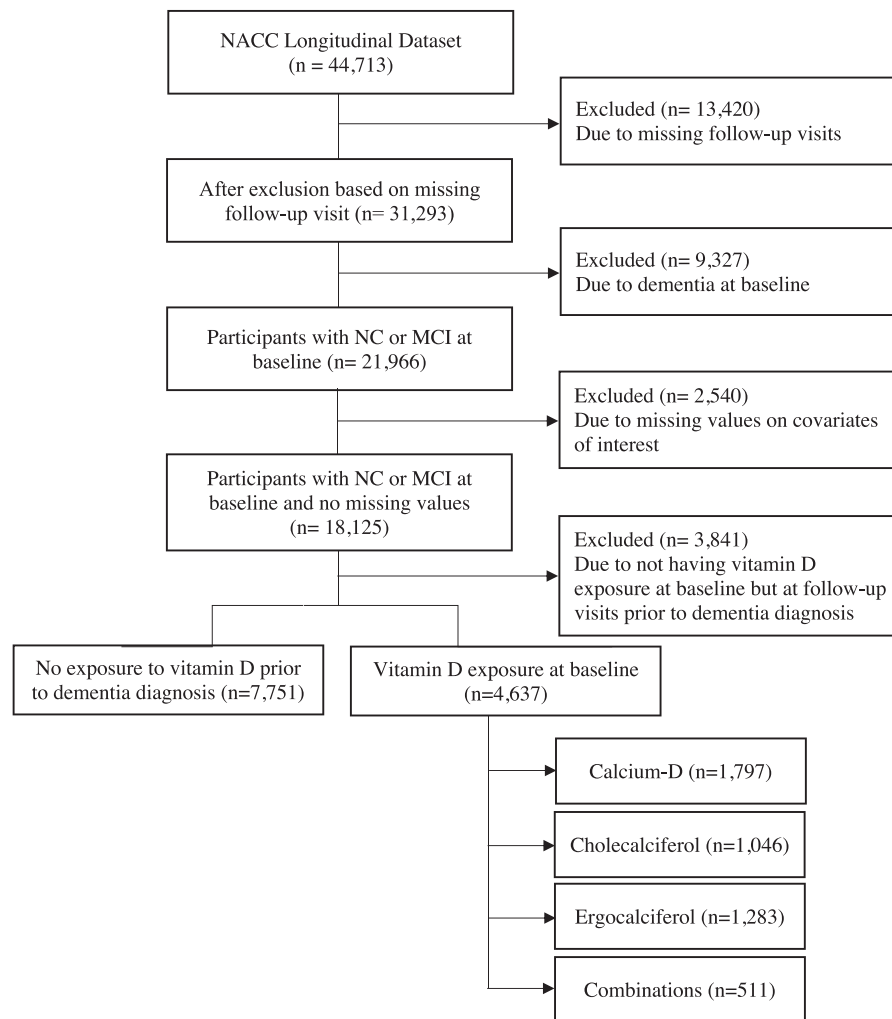 NACC Longitudinal Dataset
(n = 44,713)
Excluded (n= 13,420)
Due to missing follow-up visits
After exclusion based on missing
follow-up visit (n= 31,293)
Excluded (n= 9,327)
Due to dementia at baseline
Participants with NC or MCI at
baseline (n= 21,966)
Excluded (n= 2,540)
Due to missing values on covariates
of interest
Participants with NC or MCI at
baseline and no missing values
(n= 18,125)
Excluded (n= 3,841)
Due to not having vitamin D
exposure at baseline but at follow-up
visits prior to dementia diagnosis
No exposure to vitamin D prior
to dementia diagnosis (n=7,751)
Vitamin D exposure at baseline
(n=4,637)
Calcium-D (n=1,797)
Cholecalciferol (n=1,046)
Ergocalciferol (n=1,283)
Combinations (n=511)